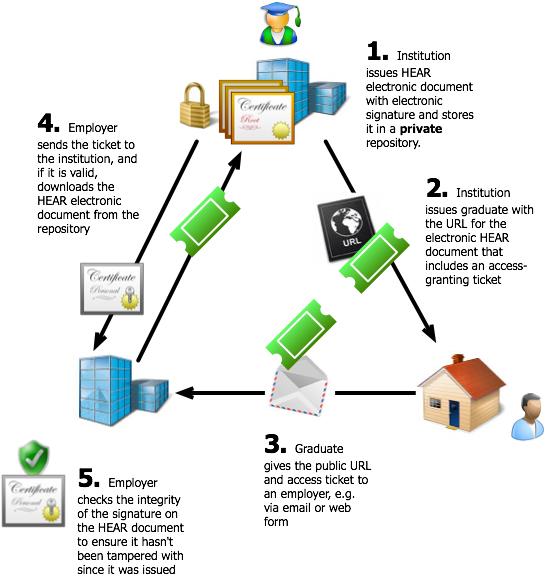 1. Institution
issues HEAR
electronic document
with electronic
signature and stores
it in a private
repository.
2. Institution
issues graduate with
the URL for the
electronic HEAR
document that
includes an access-
granting ticket
3. Graduate
gives the public URL
and access ticket to
an employer, e.g.
via email or web
form
4. Employer
sends the ticket to
the institution, and
if it is valid,
downloads the
HEAR electronic
document from the
repository
5. Employer
checks the integrity
of the signature on
the HEAR document
to ensure it hasn't
been tampered with
since it was issued
Certificate
Root
URL
Certificate
Personal
Certificate
Personal